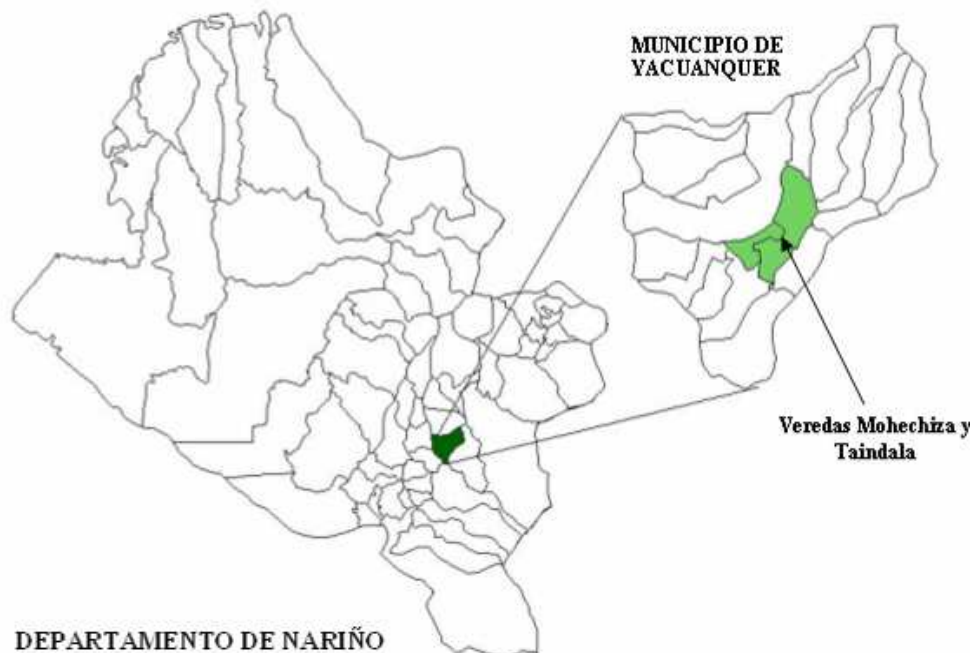 MUNICIPIO DE
YACUANQUER
Veredas Mohechiza y
Taindala
DEPARTAMENTO DE NARIÑO